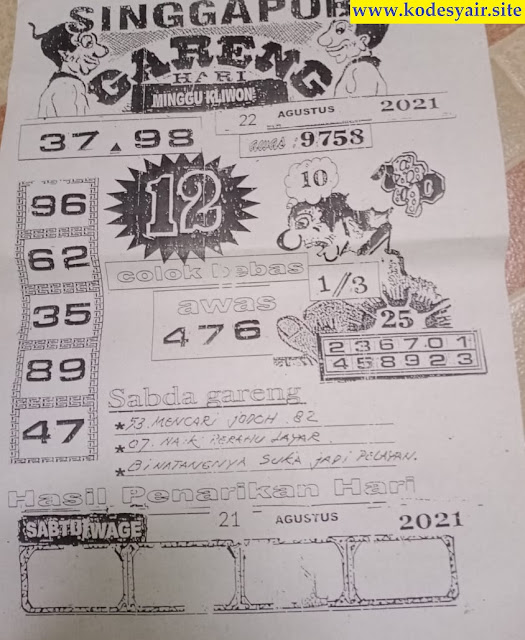 www.kodesyair.site
SINGGAPUR
GARENG
HARI
MINGGU KLIWON
22 AGUSTUS 2021
37.98
AWAS : 9758
96
12
10
62
colok bebas
1/3
35
awas
476
25
236701
458923
89
47
Sabda gareng
*53. MENCARI JODOH. 82
*07. NAIK PERAHU LAYAR.
*BINATANGNYA SUKA JADI PELAYAN.
Hasil Penarikan Hari
SABTU WAGE
21 AGUSTUS 2021